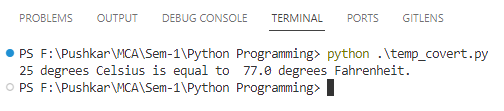 PROBLEMS OUTPUT DEBUG CONSOLE TERMINAL PORTS GITLENS
PS F:\Pushkar\MCA\Sem-1\Python Programming> python .\temp_covert.py
25 degrees Celsius is equal to  77.0 degrees Fahrenheit.
PS F:\Pushkar\MCA\Sem-1\Python Programming>